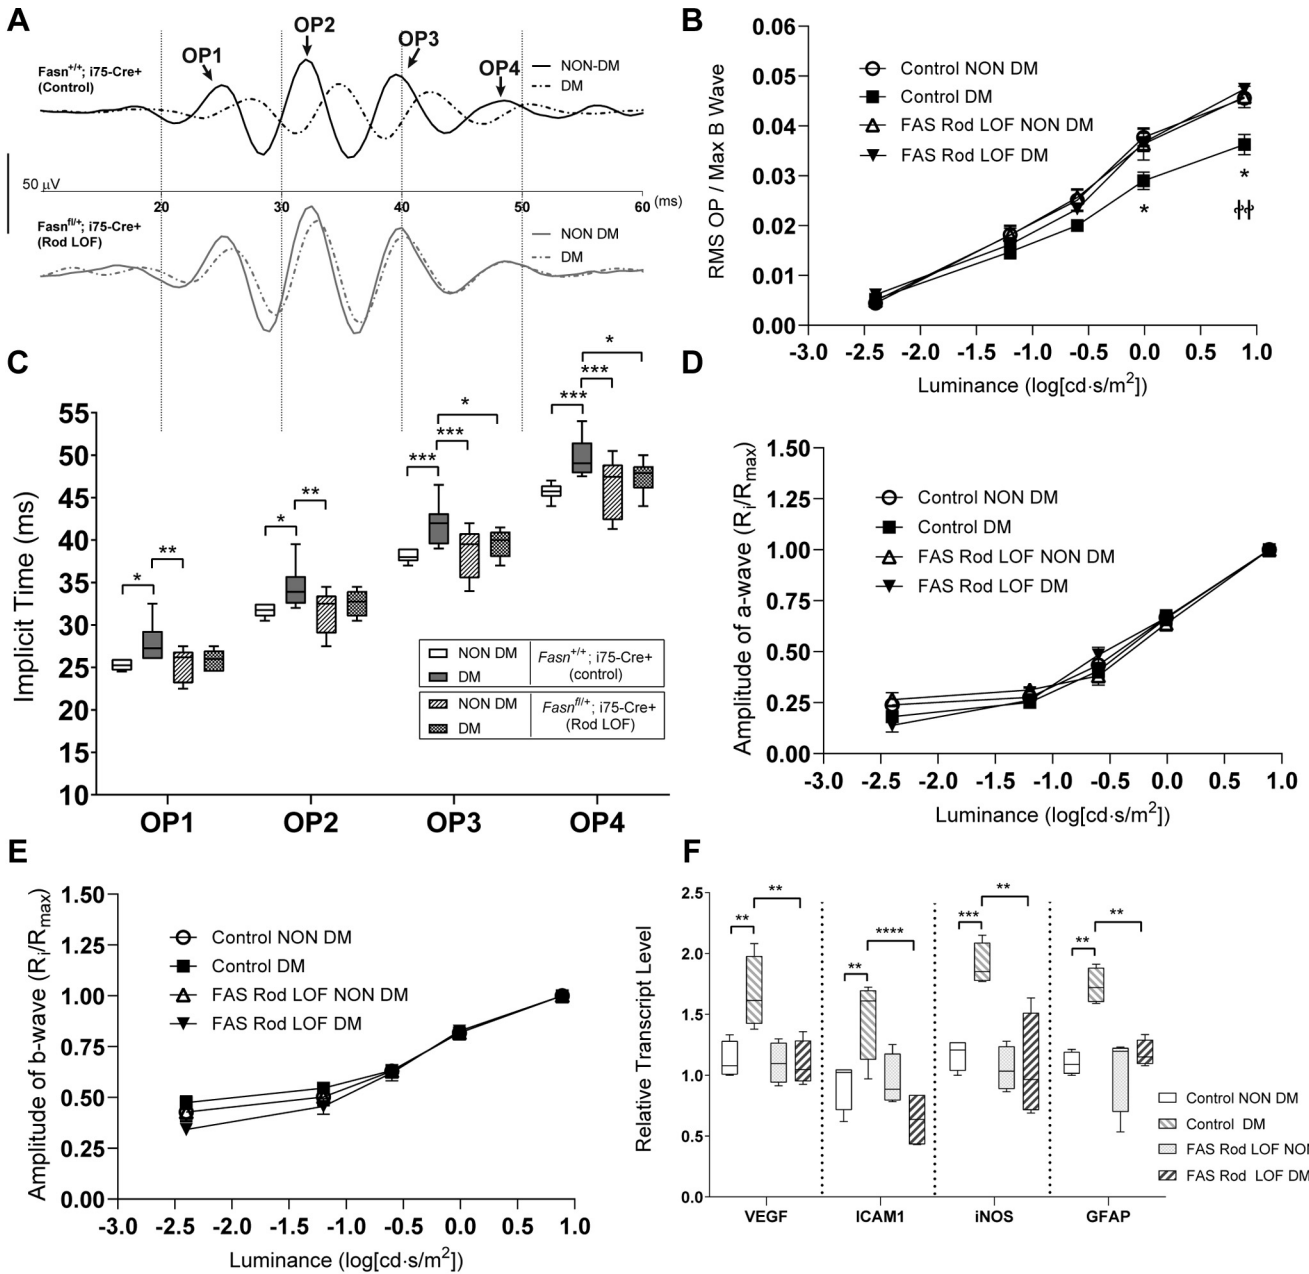 A
OP1
OP2
OP3
OP4
Fasn+/+; i75-Cre+
(Control)
NON-DM
DM
50 µV
20
30
40
50
60
(ms)
Fasnfl/+; i75-Cre+
(Rod LOF)
NON DM
DM
B
RMS OP / Max B Wave
0.06
0.05
0.04
0.03
0.02
0.01
0.00
Control NON DM
Control DM
FAS Rod LOF NON DM
FAS Rod LOF DM
*
*
-3.0
-2.5
-2.0
-1.5
-1.0
-0.5
0.0
0.5
1.0
Luminance (log[cd·s/m2])
C
Implicit Time (ms)
55
50
45
40
35
30
25
20
15
10
*
**
*
**
***
***
*
***
***
*
NON DM
DM
Fasn+/+; i75-Cre+
(control)
NON DM
DM
Fasnfl/+; i75-Cre+
(Rod LOF)
OP1
OP2
OP3
OP4
D
Amplitude of a-wave (Ri/Rmax)
1.50
1.25
1.00
0.75
0.50
0.25
0.00
Control NON DM
Control DM
FAS Rod LOF NON DM
FAS Rod LOF DM
-3.0
-2.5
-2.0
-1.5
-1.0
-0.5
0.0
0.5
1.0
Luminance (log[cd·s/m2])
E
Amplitude of b-wave (Ri/Rmax)
1.50
1.25
1.00
0.75
0.50
0.25
0.00
Control NON DM
Control DM
FAS Rod LOF NON DM
FAS Rod LOF DM
-3.0
-2.5
-2.0
-1.5
-1.0
-0.5
0.0
0.5
1.0
Luminance (log[cd·s/m2])
F
Relative Transcript Level
2.5
2.0
1.5
1.0
0.5
0.0
**
**
**
****
***
**
**
**
Control NON DM
Control DM
FAS Rod LOF NON
FAS Rod LOF DM
VEGF
ICAM1
iNOS
GFAP